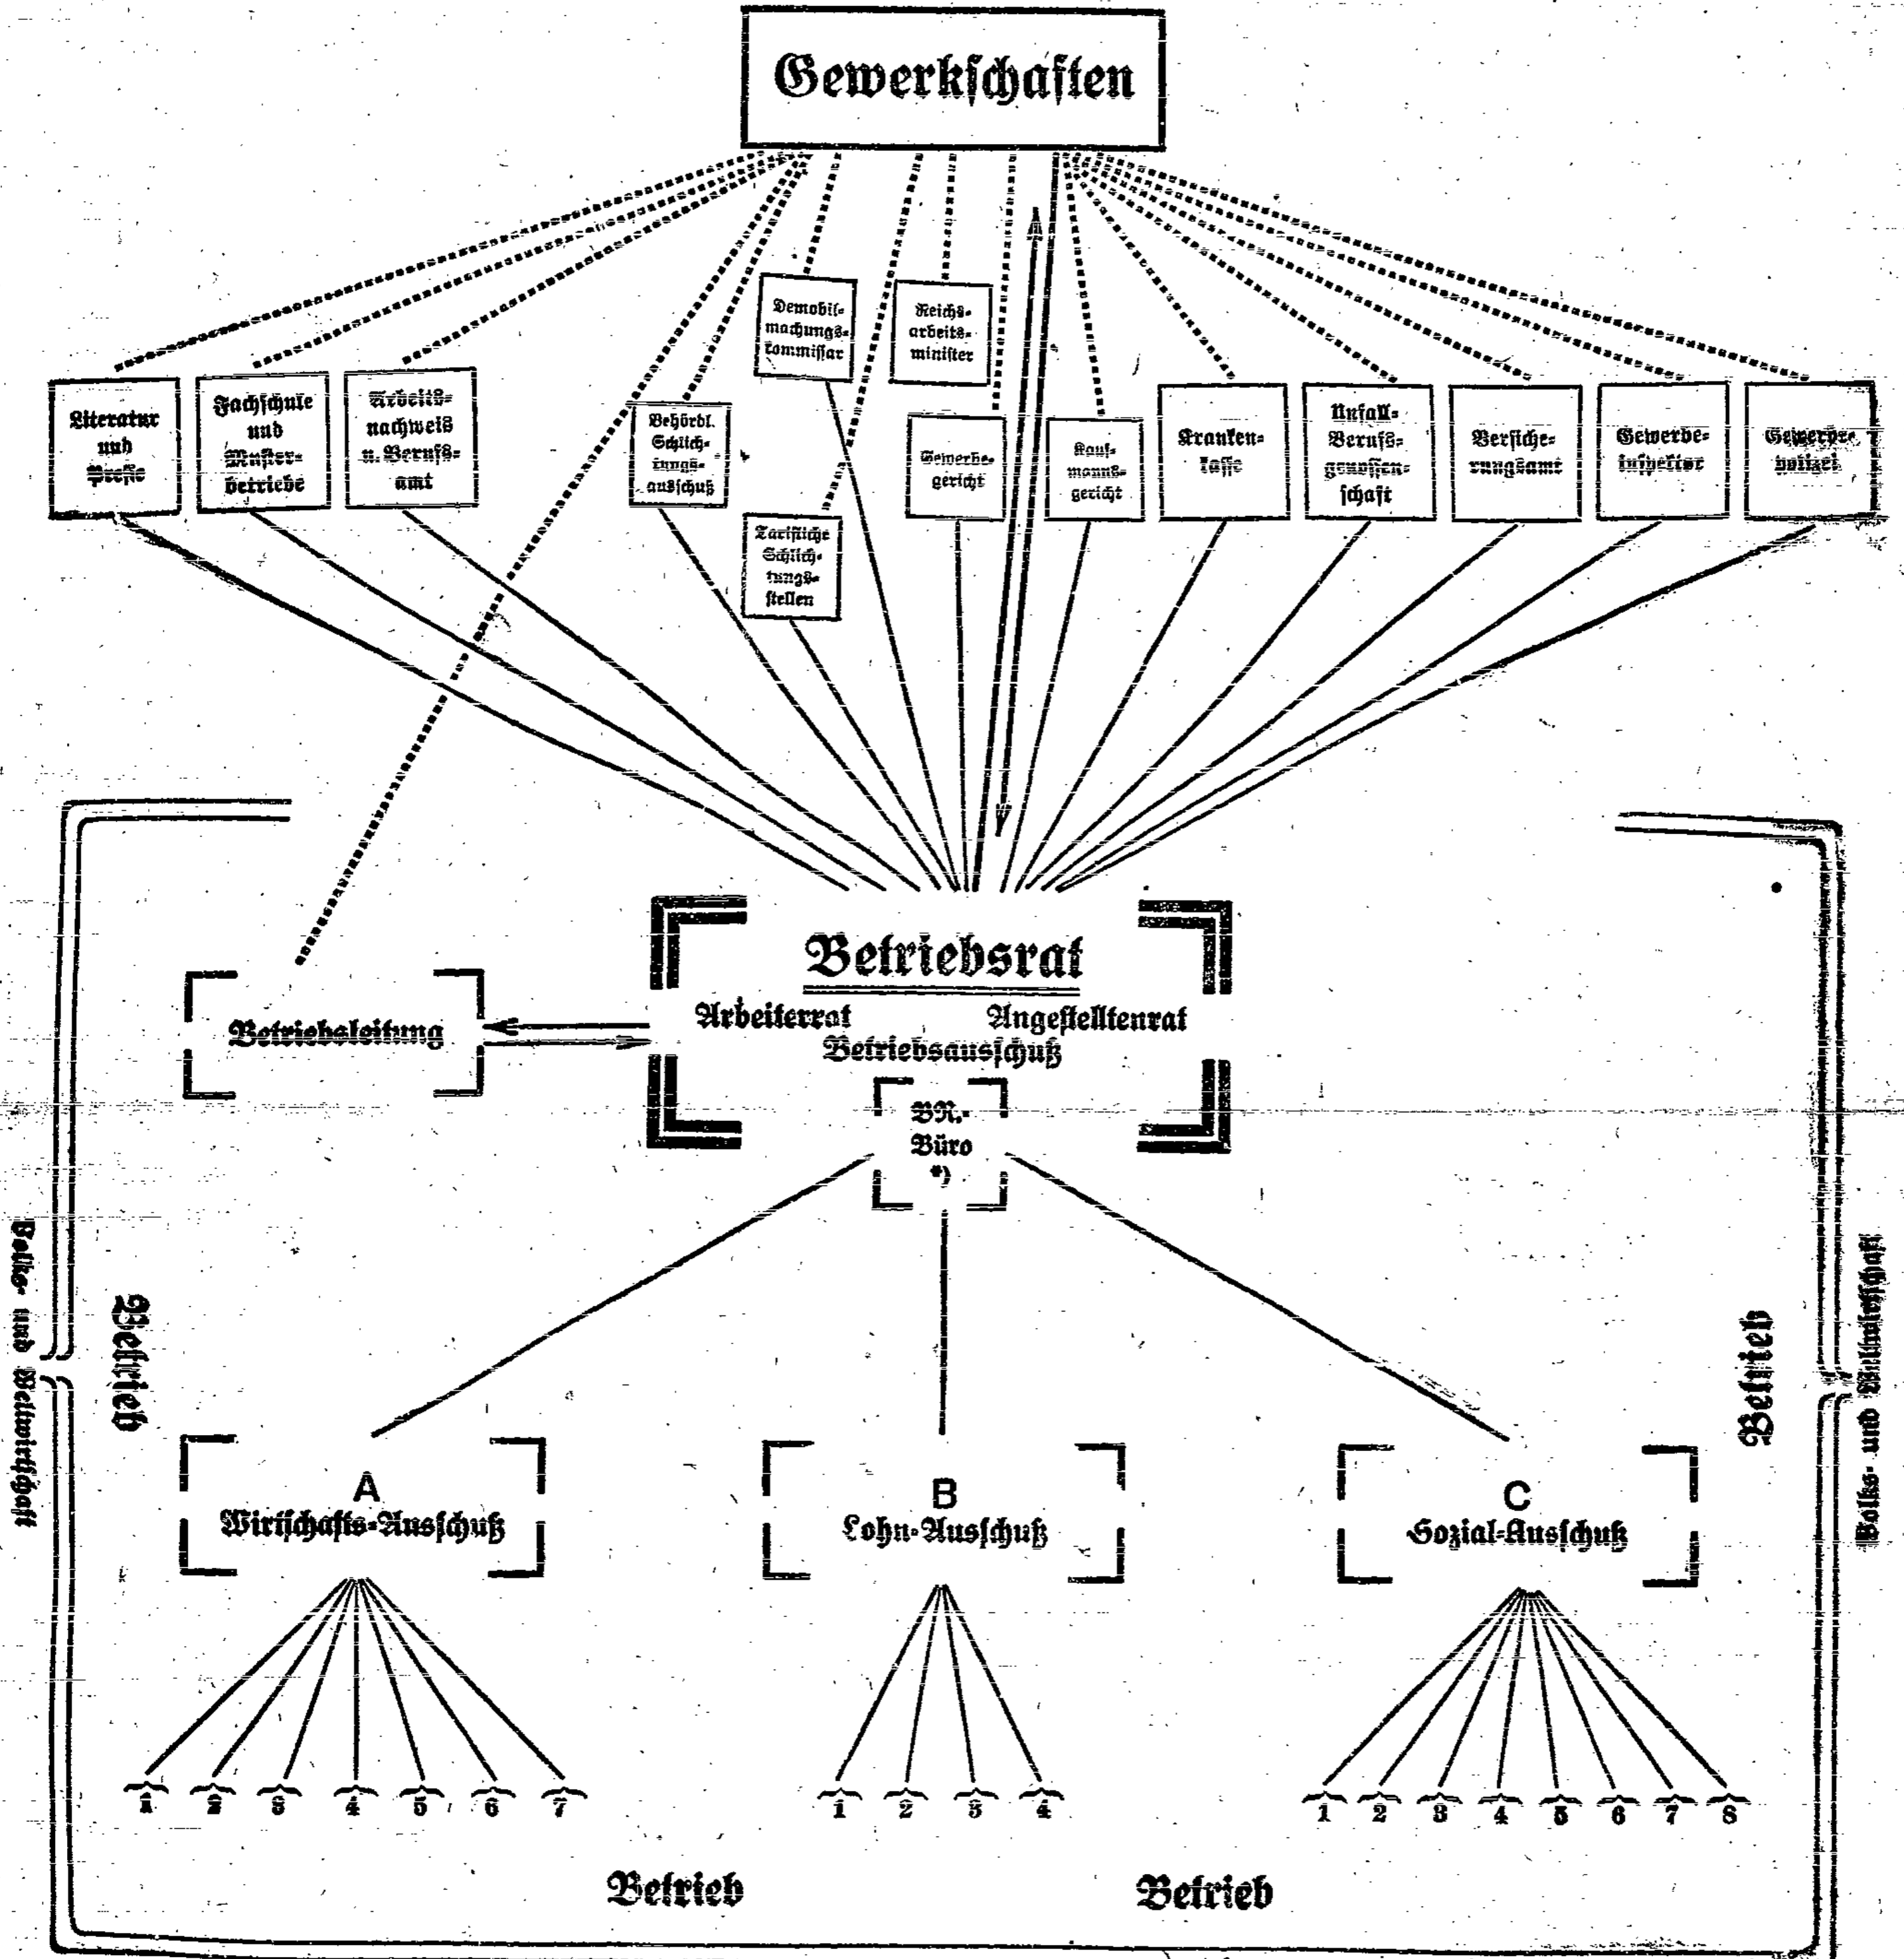 Gewerkschaften
Demobil-
machungs-
kommissar
Reichs-
arbeits-
minister
Literatur
und
Presse
Fachschule
und
Muster-
betriebe
Arbeits-
nachweis
u. Berufs-
amt
Behördl.
Schlich-
tungs-
ausschuß
Tarifliche
Schlich-
tungs-
stellen
Gewerbe-
gericht
Kauf-
manns-
gericht
Kranken-
kasse
Unfall-
Berufs-
genossen-
schaft
Versiche-
rungsamt
Gewerbe-
inspektor
Gewerbe-
polizei
Betriebsrat
Arbeiterrat Angestelltenrat
Betriebsausschuß
Betriebsleitung
BR.-
Büro
*)
Volks- und Weltwirtschaft
Betrieb
Betrieb
Volks- und Weltwirtschaft
A
Wirtschafts-Ausschuß
B
Lohn-Ausschuß
C
Sozial-Ausschuß
1 2 3 4 5 6 7
1 2 3 4
1 2 3 4 5 6 7 8
Betrieb Betrieb